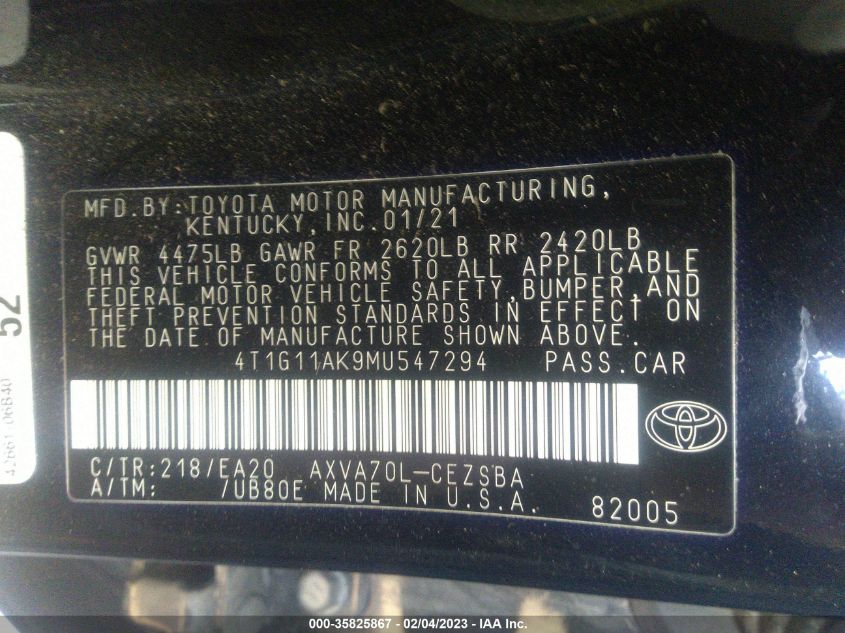 MFD.BY:TOYOTA MOTOR MANUFACTURING,
KENTUCKY,INC.01/21
GVWR 4475LB GAWR FR 2620LB RR 2420LB
THIS VEHICLE CONFORMS TO ALL APPLICABLE
FEDERAL MOTOR VEHICLE SAFETY,BUMPER,AND
THEFT PREVENTION STANDARDS IN EFFECT ON
THE DATE OF MANUFACTURE SHOWN ABOVE.
4T1G11AK9MU547294 PASS.CAR
C/TR:218/EA20 AXVA70L-CEZSBA
A/TM: /UB80E MADE IN U.S.A. 82005
52
42661 06B40
000-35825867 - 02/04/2023 - IAA Inc.